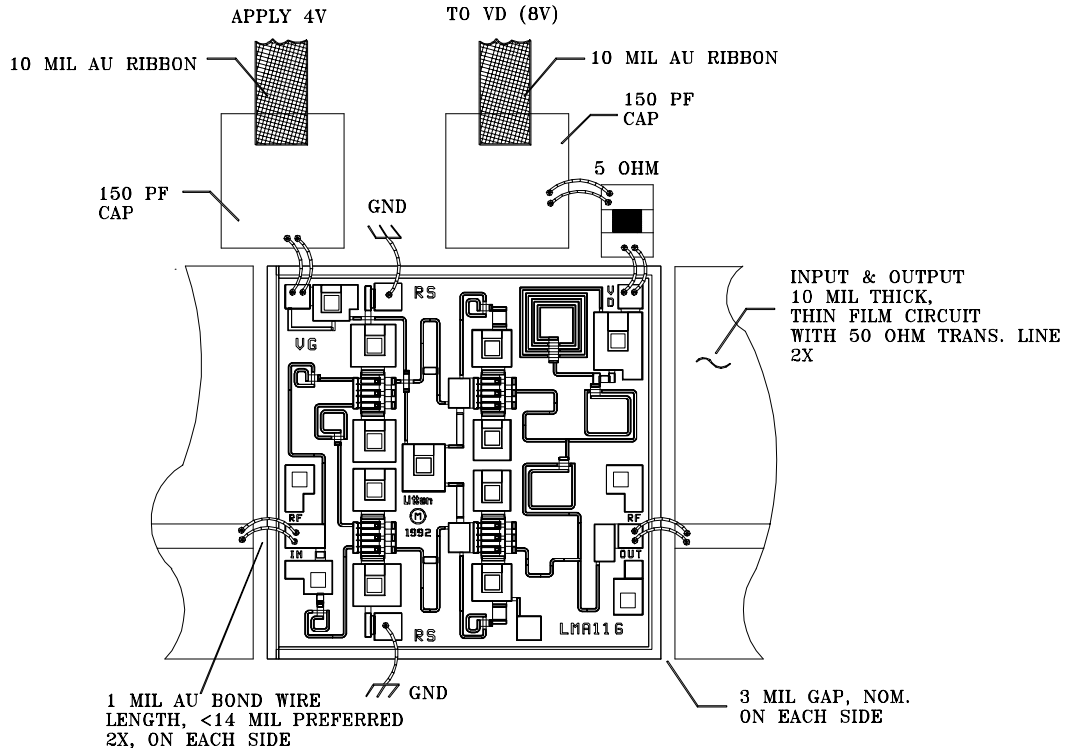 APPLY 4V
TO VD (8V)
10 MIL AU RIBBON
10 MIL AU RIBBON
150 PF
CAP
5 OHM
150 PF
CAP
GND
RS
V
D
VG
INPUT & OUTPUT
10 MIL THICK,
THIN FILM CIRCUIT
WITH 50 OHM TRANS. LINE
2X
RF
M
1992
RF
IN
OUT
LMA116
RS
GND
1 MIL AU BOND WIRE
LENGTH, <14 MIL PREFERRED
2X, ON EACH SIDE
3 MIL GAP, NOM.
ON EACH SIDE